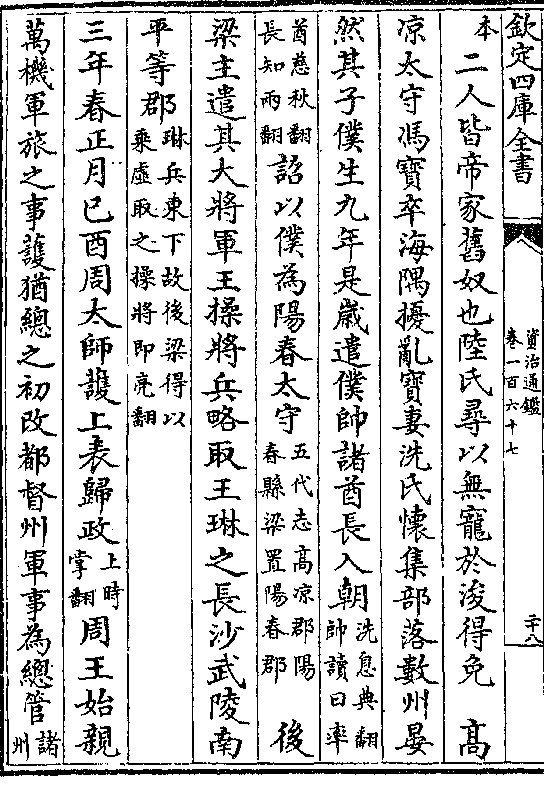 欽定四庫全書
資治通鑑
卷一百六十七
二十八
本二人皆帝家舊奴也陸氏尋以無寵於浚得免　高
涼太守馮寶卒海隅擾亂寶妻洗氏懷集部落數州晏
然其子僕生九年是歲遣僕帥諸酋長入朝洗息典翻帥讀曰率
酋慈秋翻長知兩翻詔以僕為陽春太守五代志高涼郡陽春縣梁置陽春郡　後
梁主遣其大將軍王操將兵略取王琳之長沙武陵南
平等郡琳兵東下故後梁得以乘虛取之操將即亮翻
三年春正月己酉周太師護上表歸政上時掌翻周王始親
萬機軍旅之事護猶總之初改都督州軍事為總管諸州